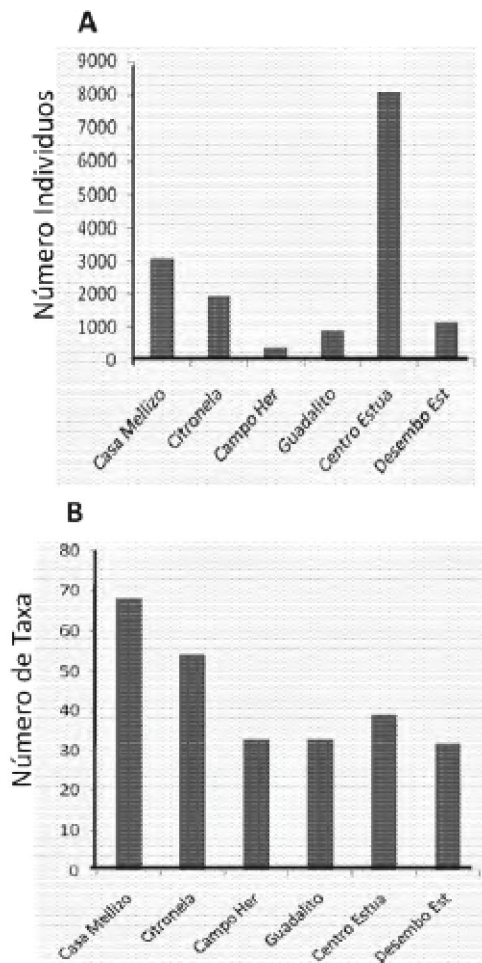 A
Número Individuos
9000
8000
7000
6000
5000
4000
3000
2000
1000
0
Casa Mellizo
Citronela
Campo Her
Guadalito
Centro Estua
Desembo Est
B
Número de Taxa
80
70
60
50
40
30
20
10
0
Casa Mellizo
Citronela
Campo Her
Guadalito
Centro Estua
Desembo Est